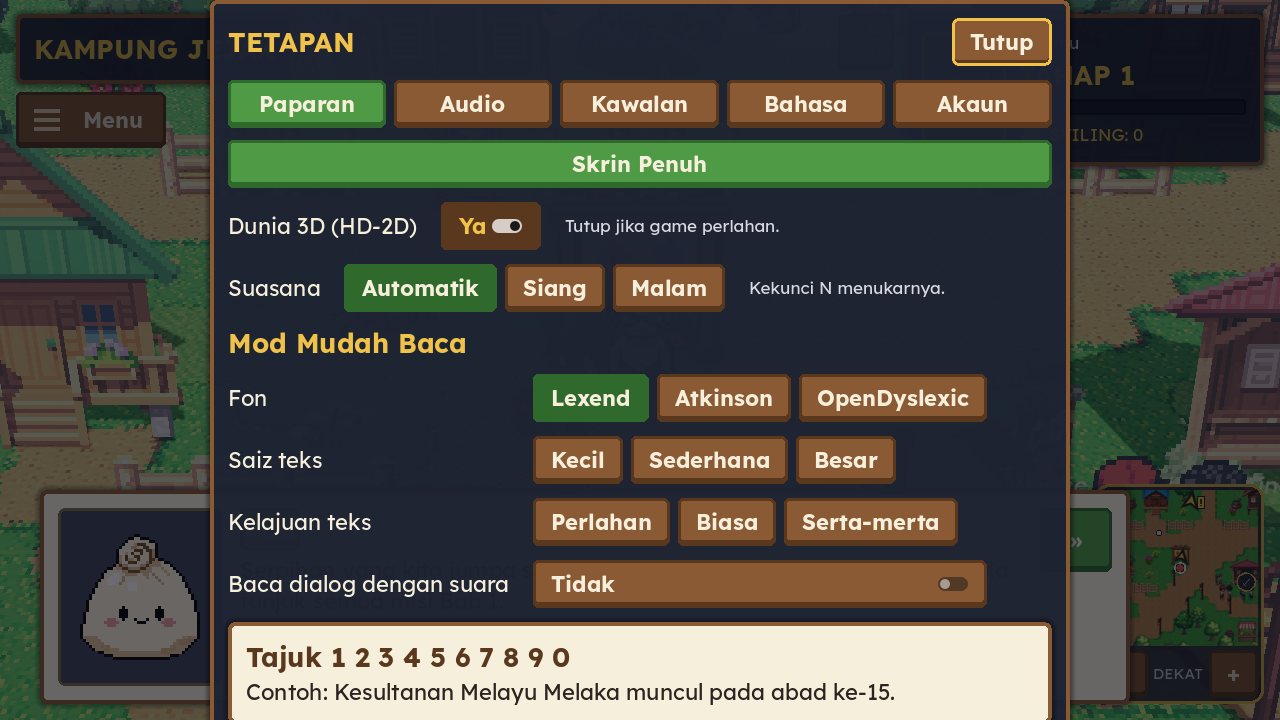 TETAPAN
Tutup
Paparan
Audio
Kawalan
Bahasa
Akaun
Skrin Penuh
Dunia 3D (HD-2D)
Ya
Tutup jika game perlahan.
Suasana
Automatik
Siang
Malam
Kekunci N menukarnya.
Mod Mudah Baca
Fon
Lexend
Atkinson
OpenDyslexic
Saiz teks
Kecil
Sederhana
Besar
Kelajuan teks
Perlahan
Biasa
Serta-merta
Baca dialog dengan suara
Tidak
Tajuk 1 2 3 4 5 6 7 8 9 0
Contoh: Kesultanan Melayu Melaka muncul pada abad ke-15.
KAMPUNG
Menu
1
0
»
DEKAT
+